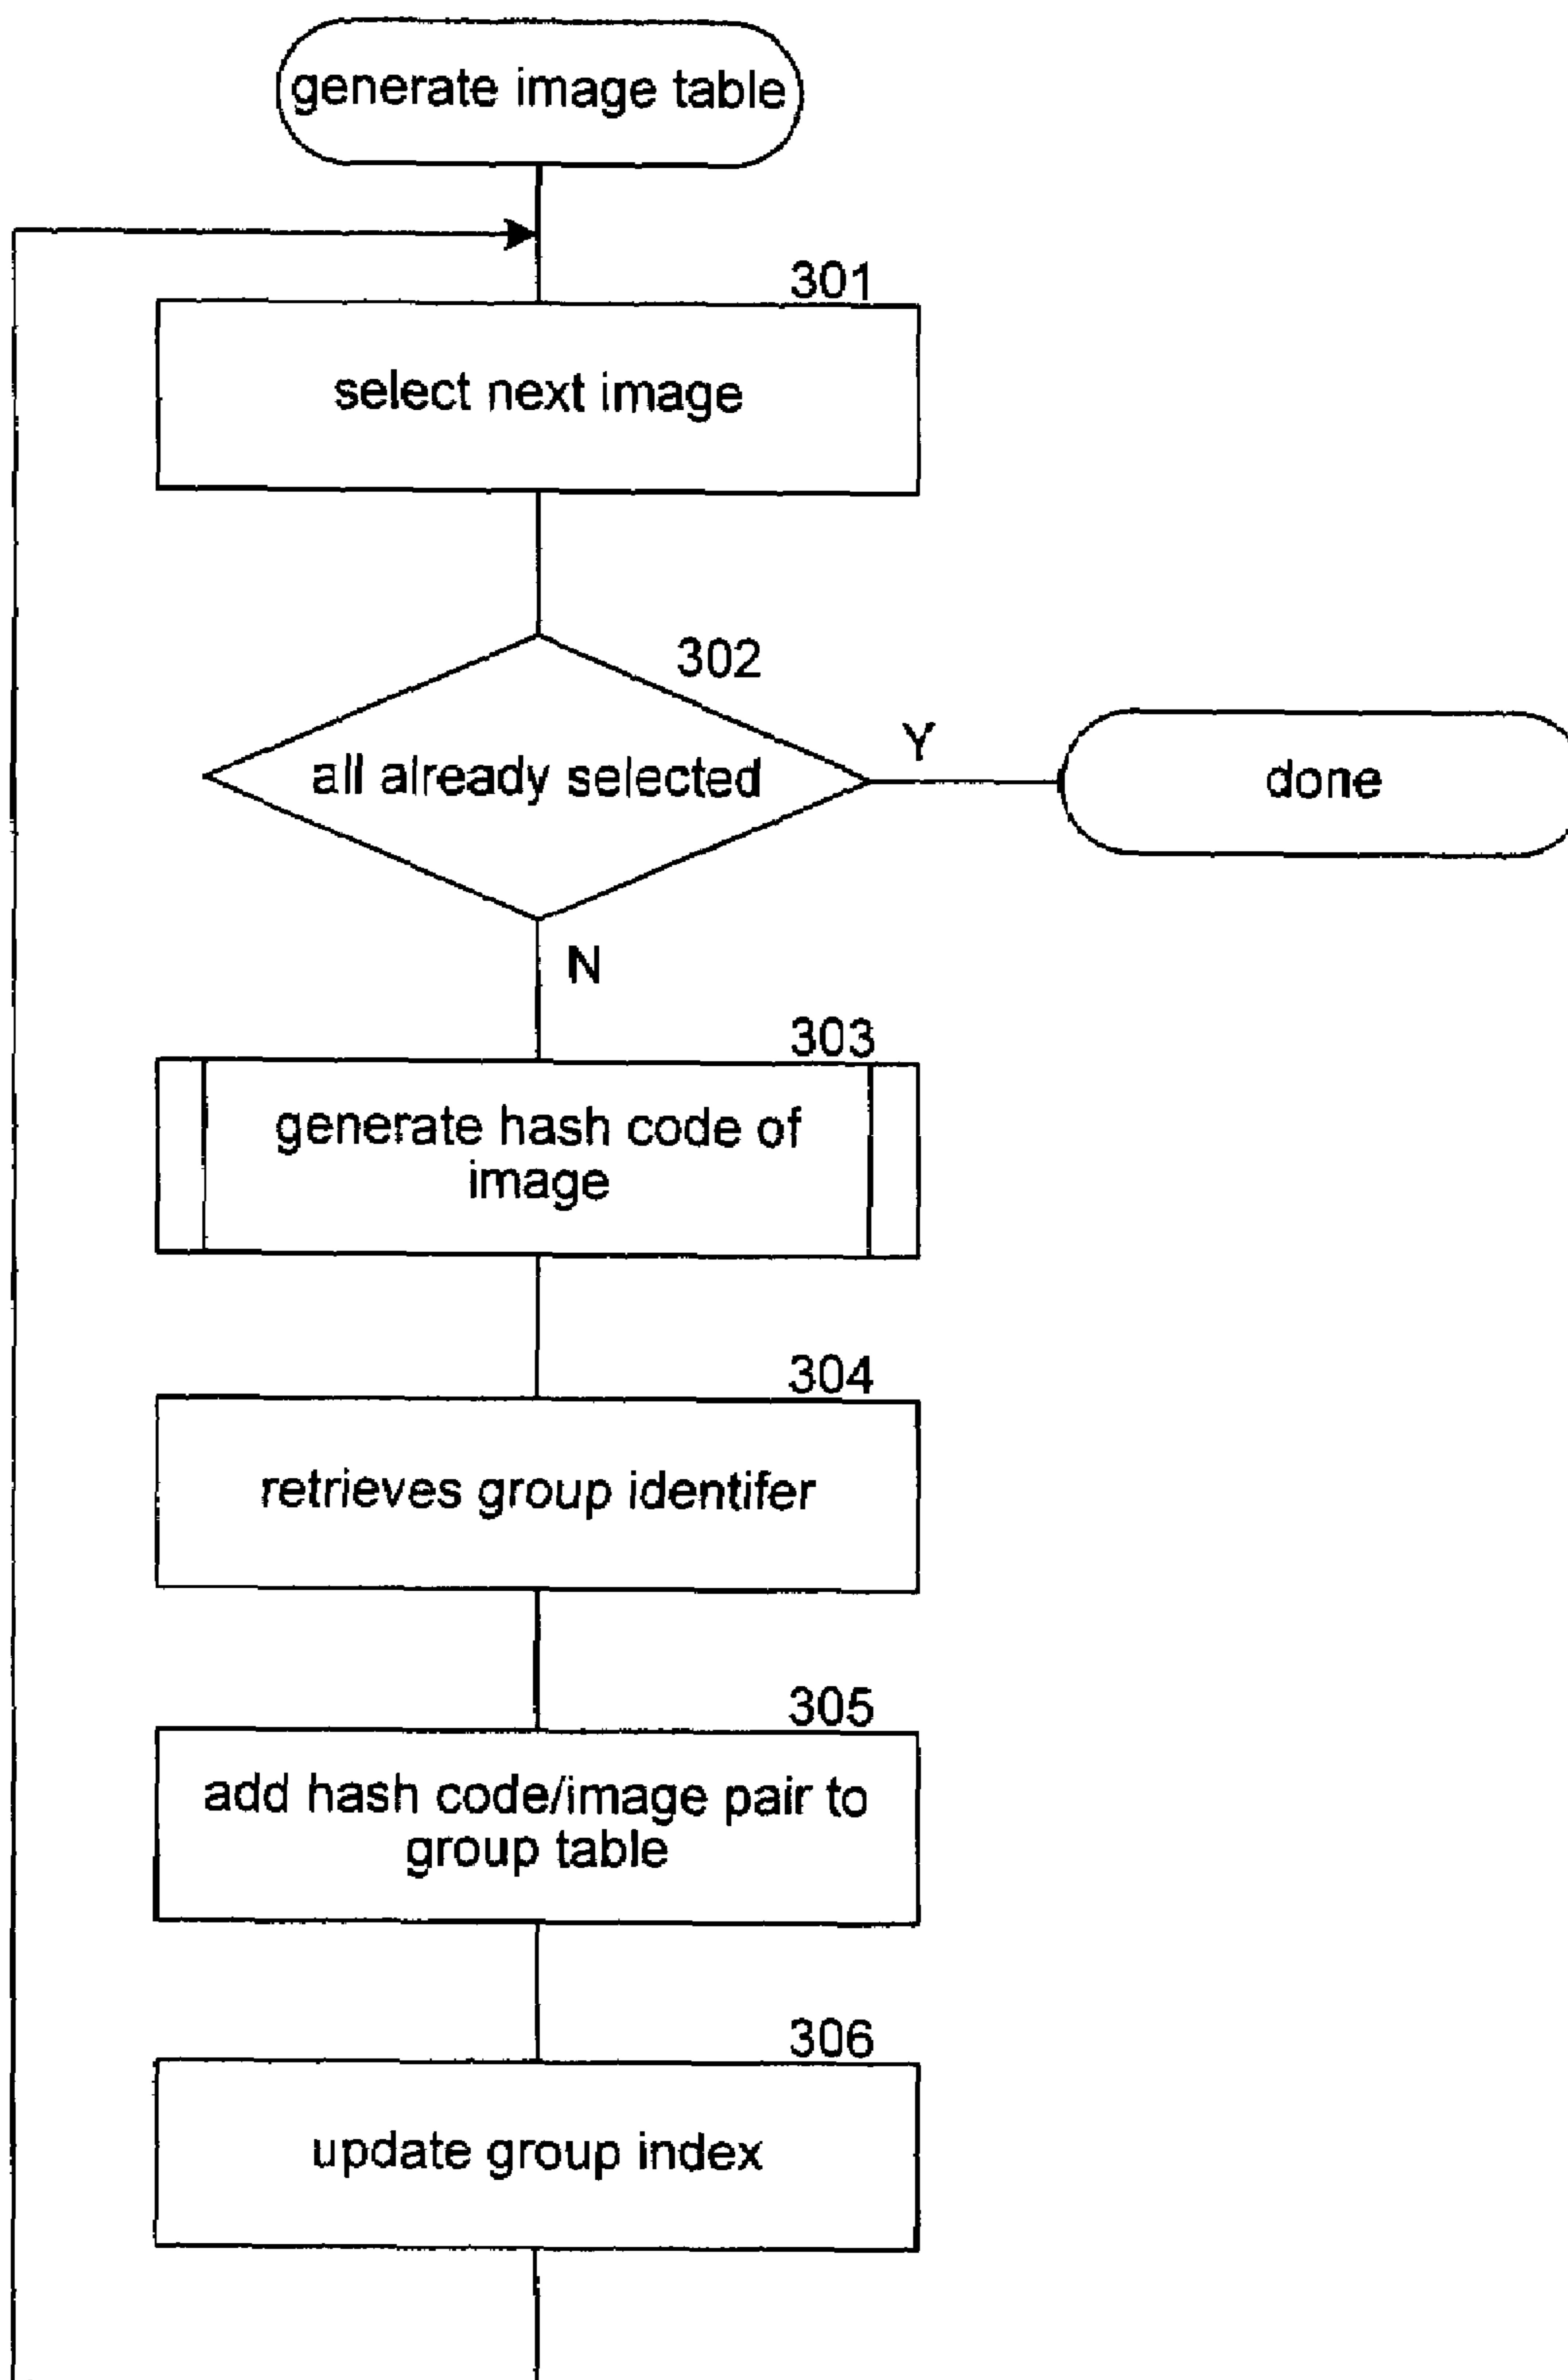 generate image table
301
select next image
302
all already selected
Y
done
N
303
generate hash code of
image
304
retrieves group identifer
305
add hash code/image pair to
group table
306
update group index